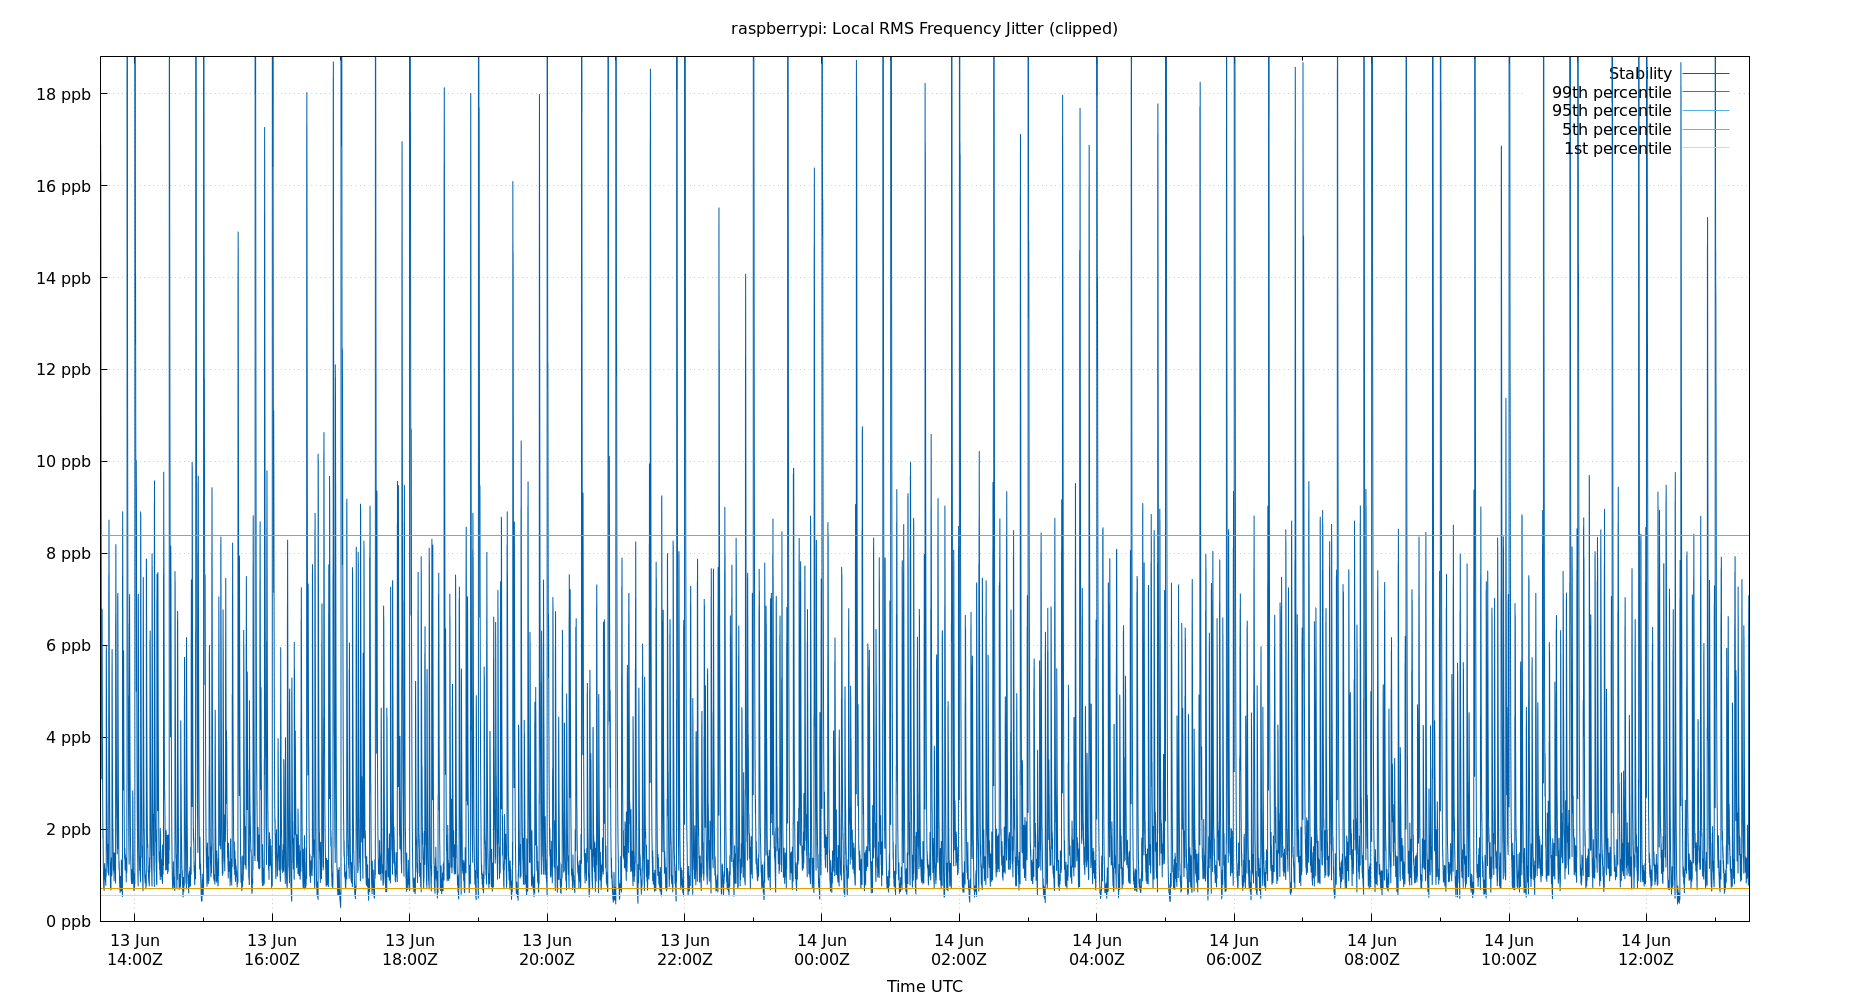 raspberrypi: Local RMS Frequency Jitter (clipped)
Stability
99th percentile
95th percentile
5th percentile
1st percentile
18 ppb
16 ppb
14 ppb
12 ppb
10 ppb
8 ppb
6 ppb
4 ppb
2 ppb
0 ppb
13 Jun 13 Jun 13 Jun 13 Jun 13 Jun 14 Jun 14 Jun 14 Jun 14 Jun 14 Jun 14 Jun 14 Jun
14:00Z 16:00Z 18:00Z 20:00Z 22:00Z 00:00Z 02:00Z 04:00Z 06:00Z 08:00Z 10:00Z 12:00Z
Time UTC